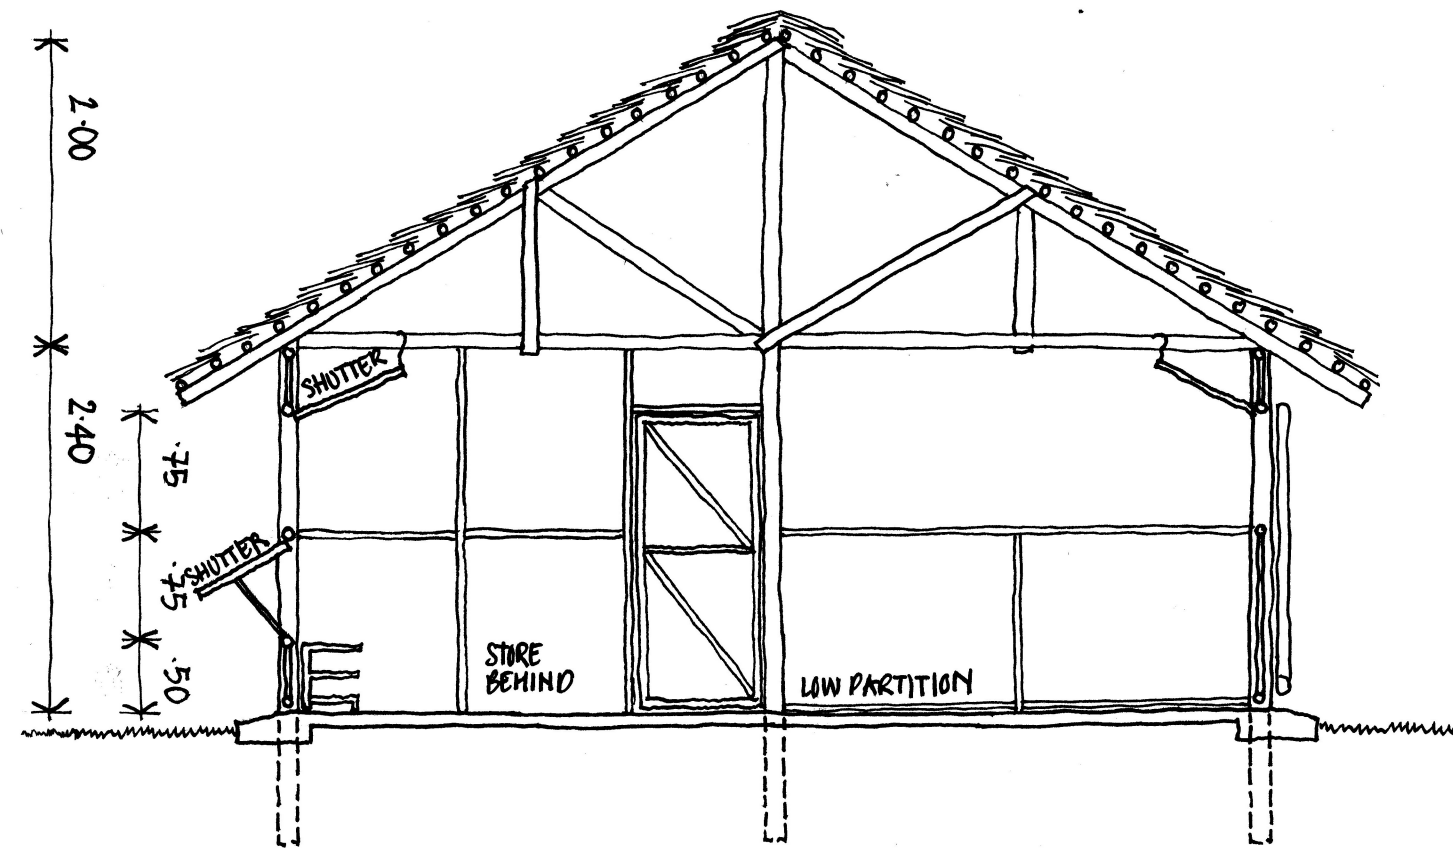 2.00
SHUTTER
2.40
.75
SHUTTER
.75
STORE
BEHIND
LOW PARTITION
.50